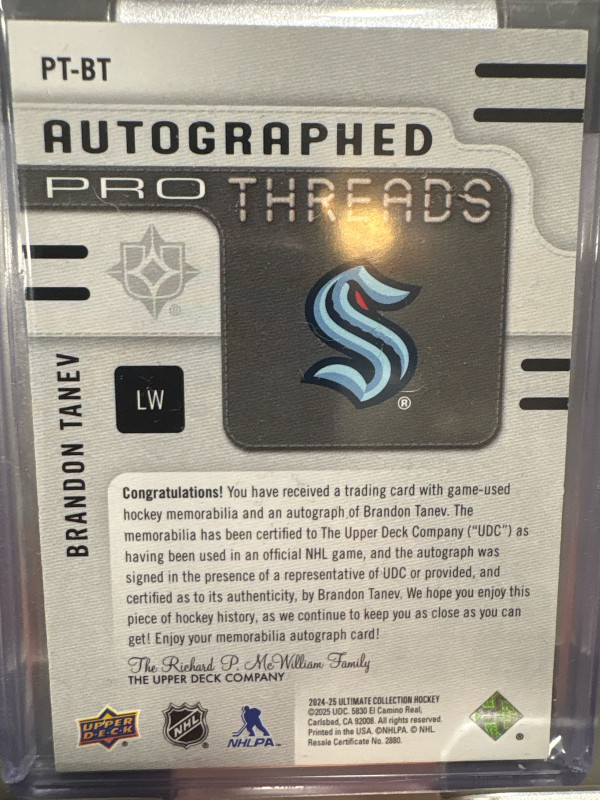 PT-BT
AUTOGRAPHED
PRO THREADS
®
®
LW
BRANDON TANEV
Congratulations! You have received a trading card with game-used
hockey memorabilia and an autograph of Brandon Tanev. The
memorabilia has been certified to The Upper Deck Company (“UDC”) as
having been used in an official NHL game, and the autograph was
signed in the presence of a representative of UDC or provided, and
certified as to its authenticity, by Brandon Tanev. We hope you enjoy this
piece of hockey history, as we continue to keep you as close as you can
get! Enjoy your memorabilia autograph card!
The Richard P. McWilliam Family
THE UPPER DECK COMPANY
UPPER
DECK
NHL
NHLPA
2024-25 ULTIMATE COLLECTION HOCKEY
©2025 UDC. 5830 El Camino Real,
Carlsbad, CA 92008. All rights reserved.
Printed in the USA. ©NHLPA. © NHL.
Resale Certificate No. 2880.
®